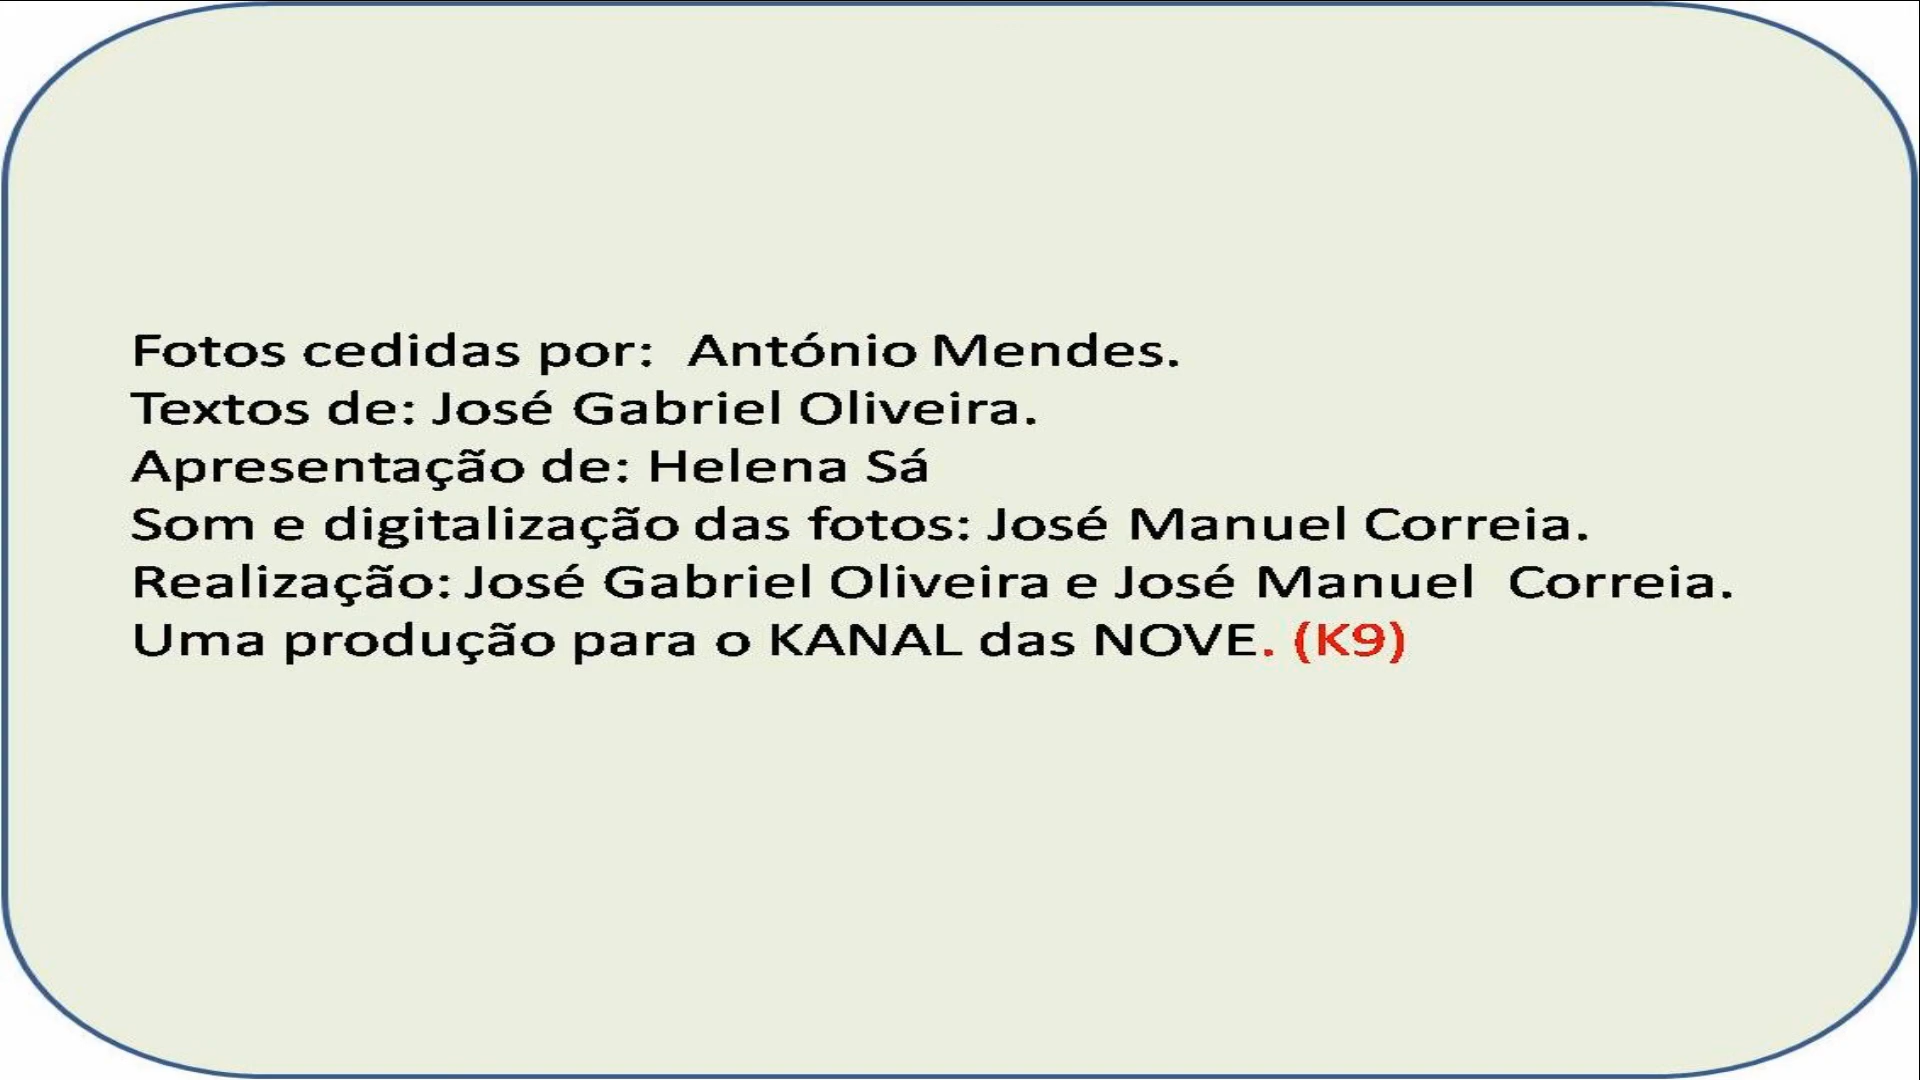 Fotos cedidas por:  António Mendes.
Textos de: José Gabriel Oliveira.
Apresentação de: Helena Sá
Som e digitalização das fotos: José Manuel Correia.
Realização: José Gabriel Oliveira e José Manuel  Correia.
Uma produção para o KANAL das NOVE. (K9)